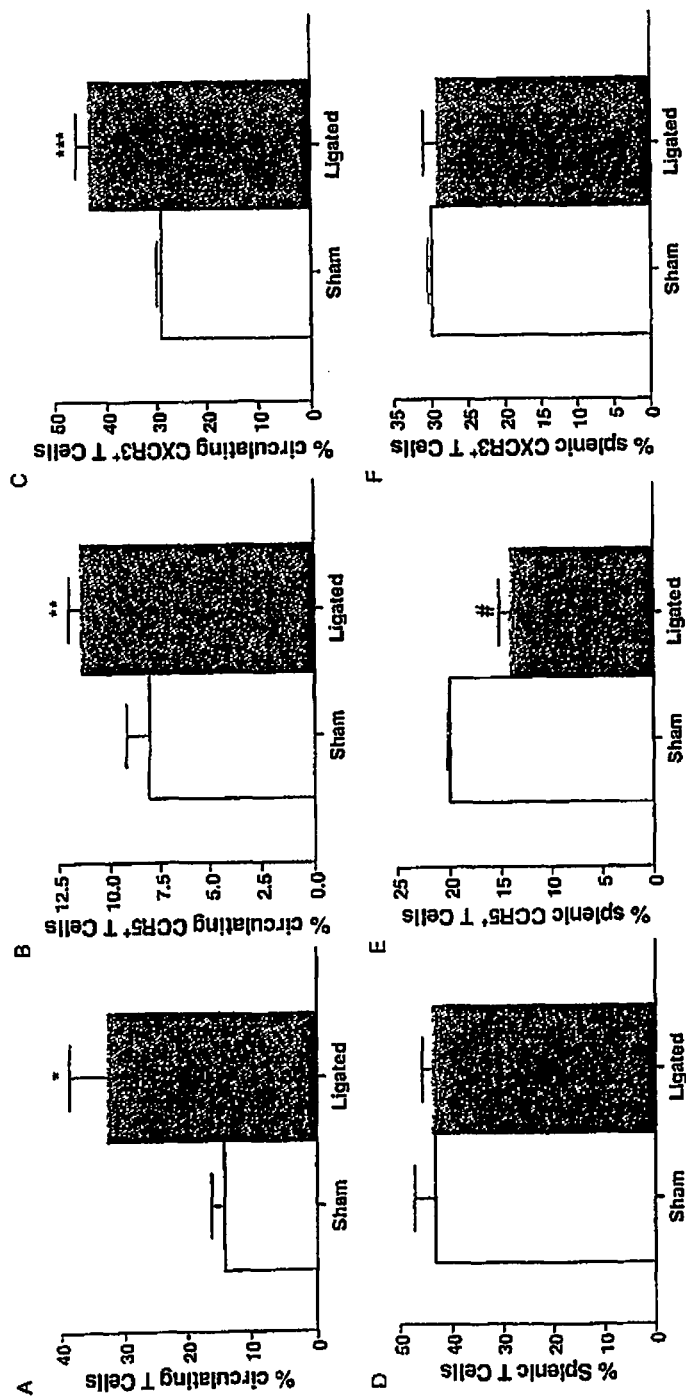 A
% circulating T Cells
40
30
20
10
0
*
Sham
Ligated
B
% circulating CCR5⁺ T Cells
12.5
10.0
7.5
5.0
2.5
0.0
**
Sham
Ligated
C
% circulating CXCR3⁺ T Cells
50
40
30
20
10
0
***
Sham
Ligated
D
% Splenic T Cells
50
40
30
20
10
0
Sham
Ligated
E
% splenic CCR5⁺ T Cells
25
20
15
10
5
0
#
Sham
Ligated
F
% splenic CXCR3⁺ T Cells
35
30
25
20
15
10
5
0
Sham
Ligated